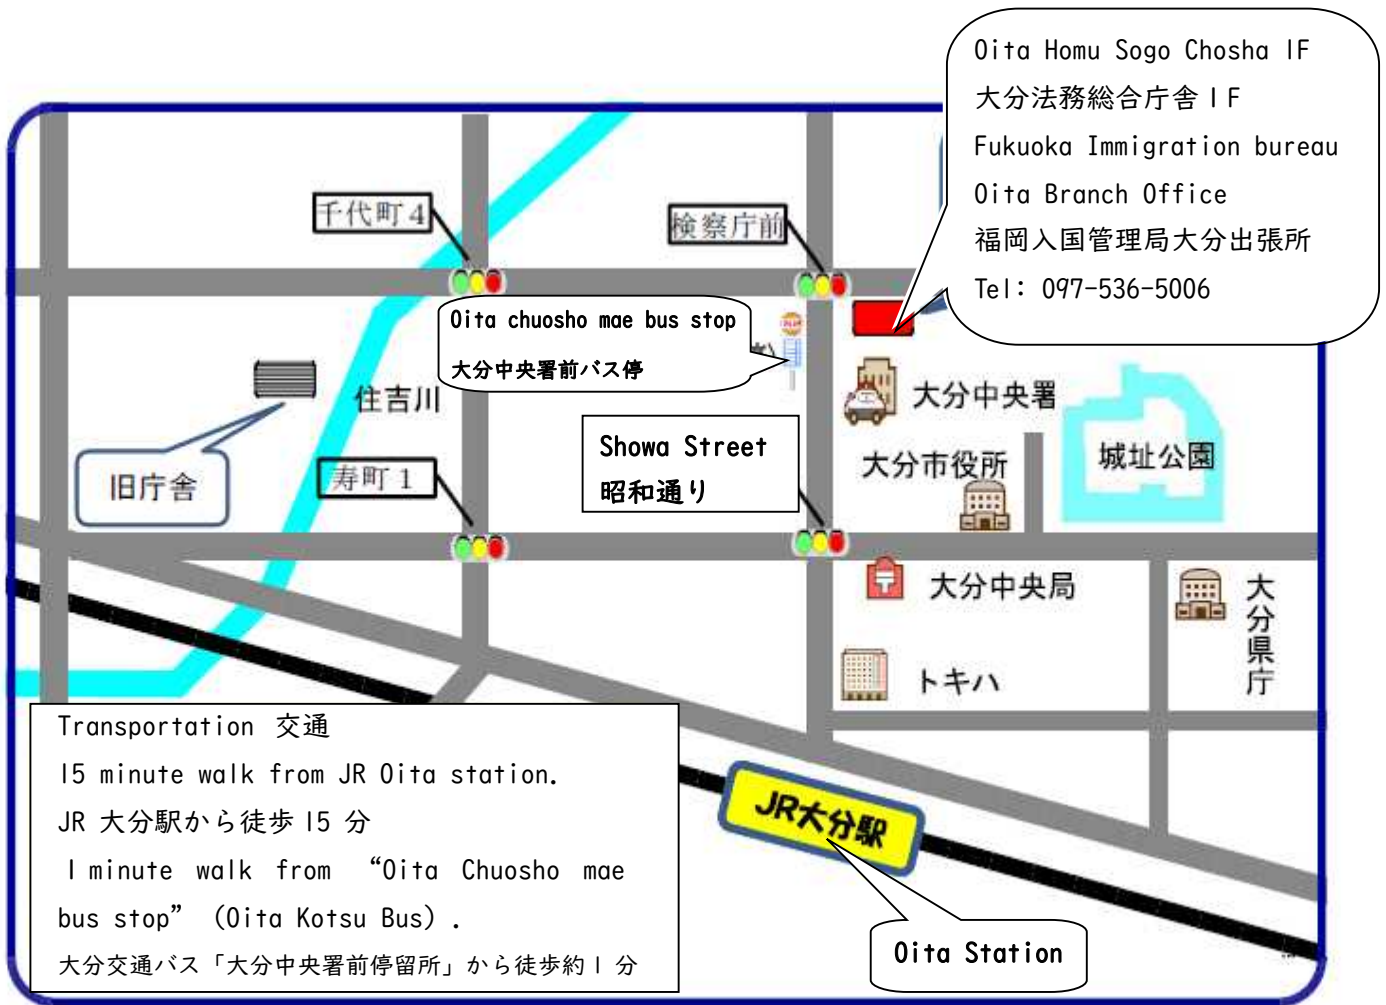 Oita Homu Sogo Chosha 1F
大分法務総合庁舎 1F
Fukuoka Immigration bureau
Oita Branch Office
福岡入国管理局大分出張所
Tel: 097-536-5006
千代町4
検察庁前
Oita chuosho mae bus stop
大分中央署前バス停
住吉川
大分中央署
旧庁舎
寿町1
Showa Street
昭和通り
大分市役所
城址公園
大分中央局
大分県庁
トキハ
Transportation 交通
15 minute walk from JR Oita station.
JR 大分駅から徒歩 15 分
1 minute walk from “Oita Chuosho mae
bus stop” (Oita Kotsu Bus).
大分交通バス「大分中央署前停留所」から徒歩約 1 分
JR大分駅
Oita Station